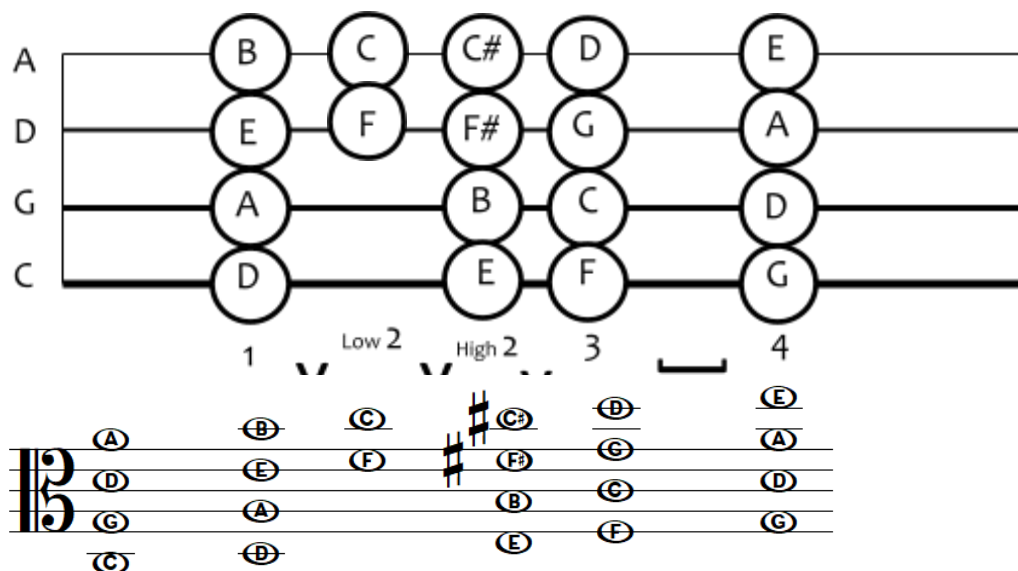 A B C C# D E
D E F F# G A
G A B C D
C D E F G
1 Low 2 High 2 3 4
A B C C# D E
D E F F# G A
G A B C D
C D E F G